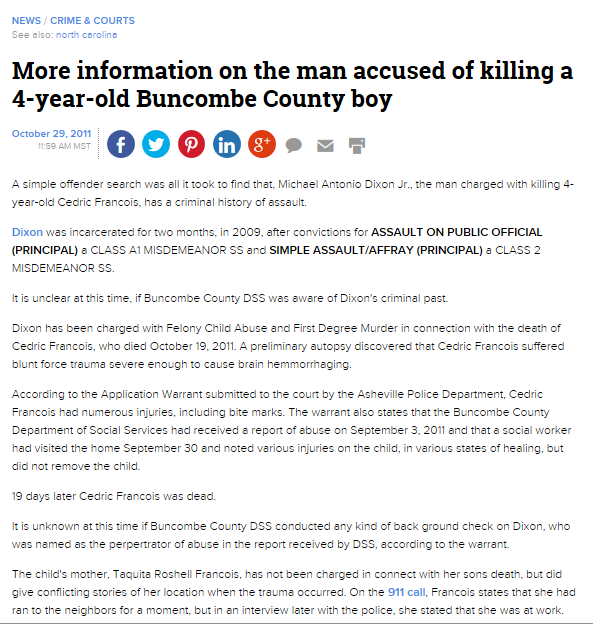 NEWS / CRIME & COURTS
See also: north carolina
More information on the man accused of killing a
4-year-old Buncombe County boy
October 29, 2011
11:59 AM MST
f
in
g+
A simple offender search was all it took to find that, Michael Antonio Dixon Jr., the man charged with killing 4-
year-old Cedric Francois, has a criminal history of assault.
Dixon was incarcerated for two months, in 2009, after convictions for ASSAULT ON PUBLIC OFFICIAL
(PRINCIPAL) a CLASS A1 MISDEMEANOR SS and SIMPLE ASSAULT/AFFRAY (PRINCIPAL) a CLASS 2
MISDEMEANOR SS.
It is unclear at this time, if Buncombe County DSS was aware of Dixon's criminal past.
Dixon has been charged with Felony Child Abuse and First Degree Murder in connection with the death of
Cedric Francois, who died October 19, 2011. A preliminary autopsy discovered that Cedric Francois suffered
blunt force trauma severe enough to cause brain hemmorrhaging.
According to the Application Warrant submitted to the court by the Asheville Police Department, Cedric
Francois had numerous injuries, including bite marks. The warrant also states that the Buncombe County
Department of Social Services had received a report of abuse on September 3, 2011 and that a social worker
had visited the home September 30 and noted various injuries on the child, in various states of healing, but
did not remove the child.
19 days later Cedric Francois was dead.
It is unknown at this time if Buncombe County DSS conducted any kind of back ground check on Dixon, who
was named as the perpertrator of abuse in the report received by DSS, according to the warrant.
The child's mother, Taquita Roshell Francois, has not been charged in connect with her sons death, but did
give conflicting stories of her location when the trauma occurred. On the 911 call, Francois states that she had
ran to the neighbors for a moment, but in an interview later with the police, she stated that she was at work.